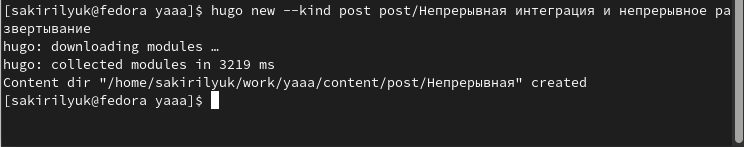 [sakirilyuk@fedora yaaa]$ hugo new --kind post post/Непрерывная интеграция и непрерывное ра
звертывание
hugo: downloading modules …
hugo: collected modules in 3219 ms
Content dir "/home/sakirilyuk/work/yaaa/content/post/Непрерывная" created
[sakirilyuk@fedora yaaa]$